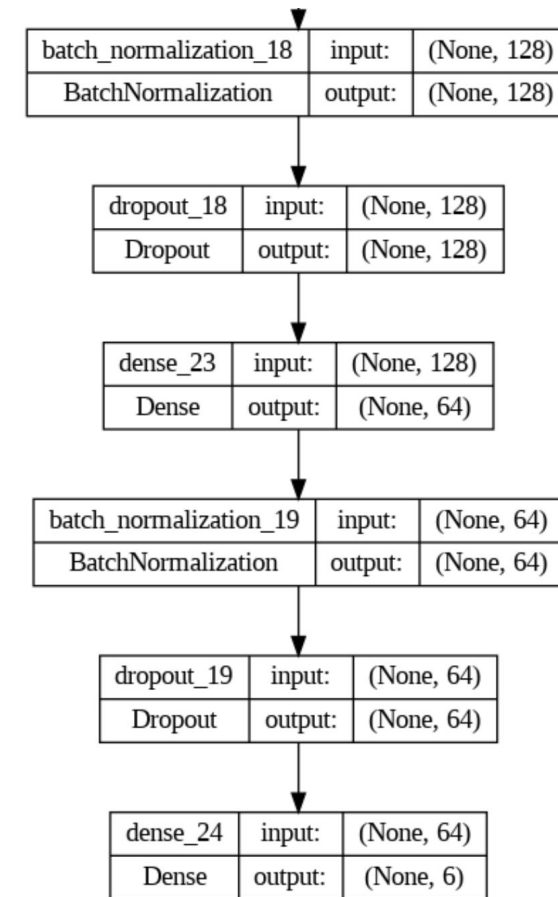 batch_normalization_18 input: (None, 128)
BatchNormalization output: (None, 128)
dropout_18 input: (None, 128)
Dropout output: (None, 128)
dense_23 input: (None, 128)
Dense output: (None, 64)
batch_normalization_19 input: (None, 64)
BatchNormalization output: (None, 64)
dropout_19 input: (None, 64)
Dropout output: (None, 64)
dense_24 input: (None, 64)
Dense output: (None, 6)